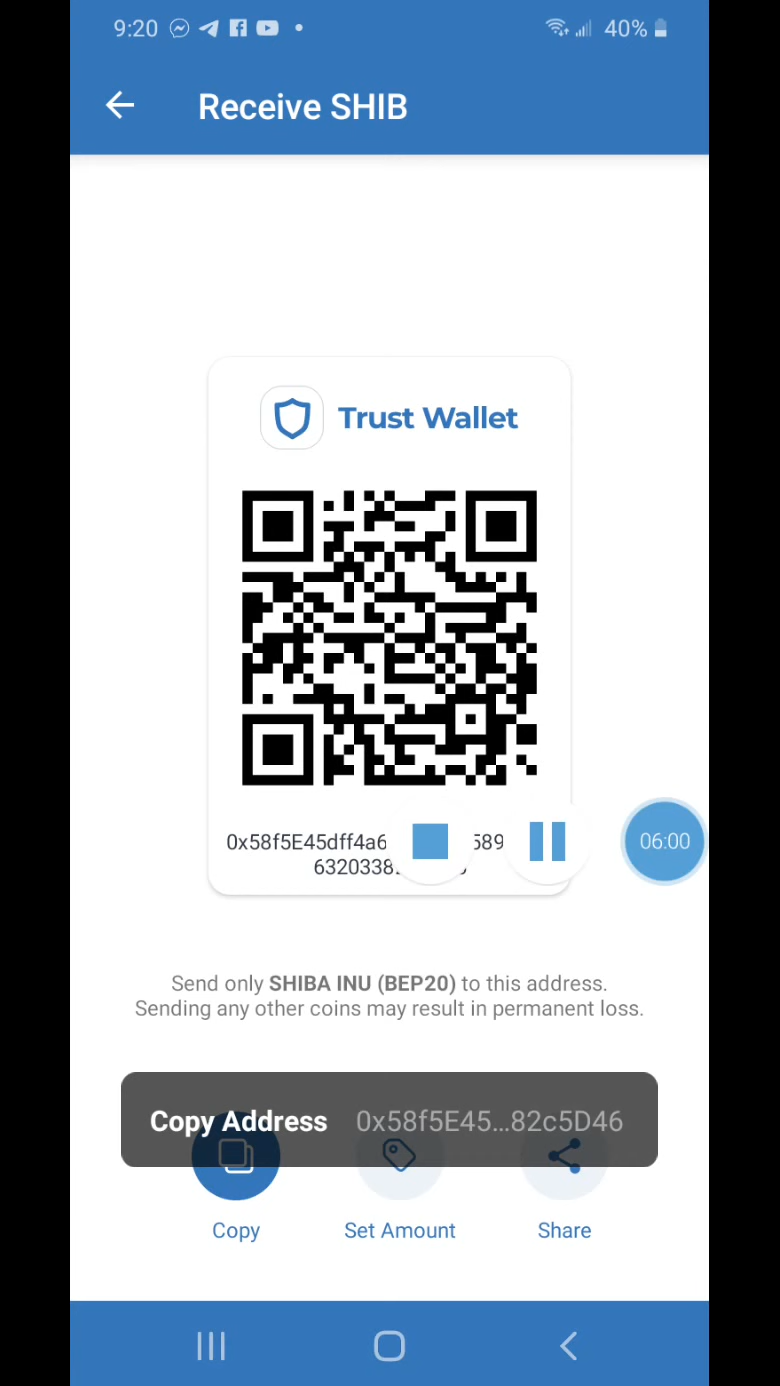 9:20 40%
Receive SHIB
Trust Wallet
0x58f5E45dff4a6 589
6320338
06:00
Send only SHIBA INU (BEP20) to this address.
Sending any other coins may result in permanent loss.
Copy Address 0x58f5E45...82c5D46
Copy Set Amount Share